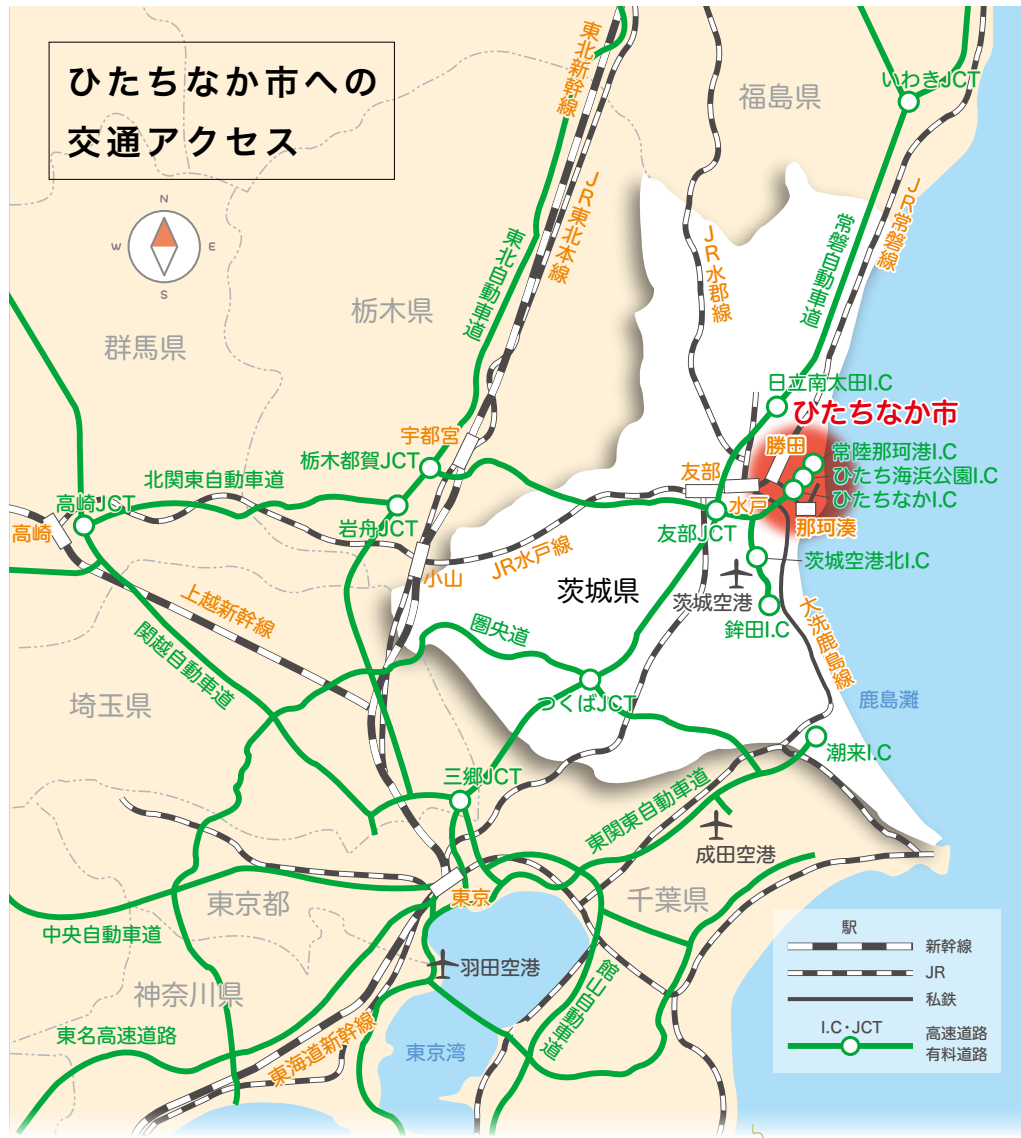 ひたちなか市への
交通アクセス
N
W
E
S
東北新幹線
JR東北本線
東北自動車道
福島県
いわきJCT
JR常磐線
常磐自動車道
JR水郡線
栃木県
群馬県
日立南太田I.C
ひたちなか市
勝田
常陸那珂港I.C
ひたち海浜公園I.C
ひたちなかI.C
那珂湊
宇都宮
栃木都賀JCT
北関東自動車道
高崎JCT
高崎
岩舟JCT
友部
水戸
友部JCT
JR水戸線
小山
茨城県
茨城空港北I.C
茨城空港
鉾田I.C
大洗鹿島線
鹿島灘
上越新幹線
関越自動車道
圏央道
つくばJCT
埼玉県
潮来I.C
三郷JCT
東関東自動車道
成田空港
東京
東京都
千葉県
中央自動車道
羽田空港
館山自動車道
神奈川県
東名高速道路
東海道新幹線
東京湾
駅
新幹線
JR
私鉄
I.C・JCT
高速道路
有料道路